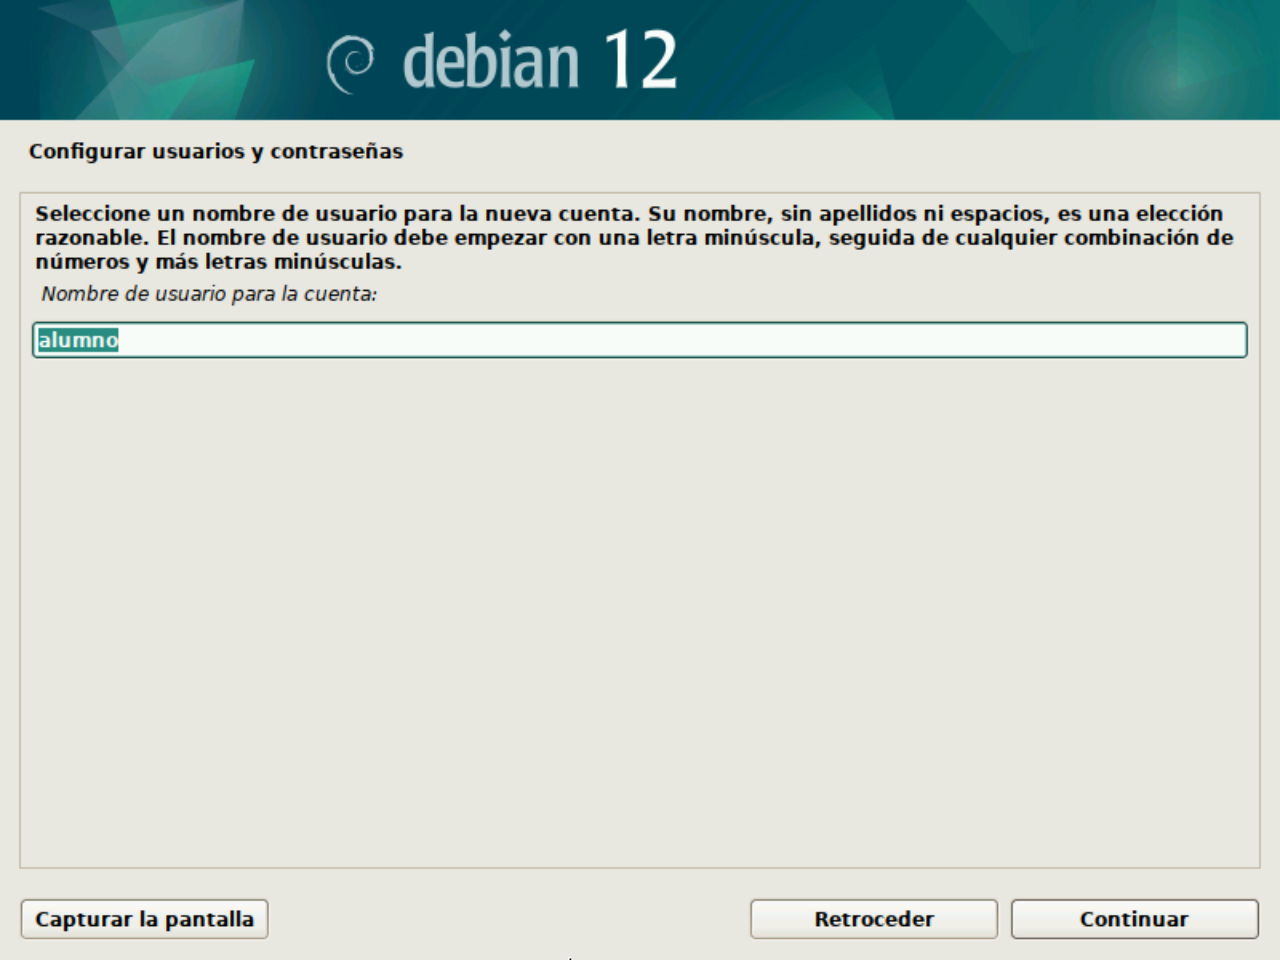 debian 12
Configurar usuarios y contraseñas
Seleccione un nombre de usuario para la nueva cuenta. Su nombre, sin apellidos ni espacios, es una elección
razonable. El nombre de usuario debe empezar con una letra minúscula, seguida de cualquier combinación de
números y más letras minúsculas.
Nombre de usuario para la cuenta:
alumno
Capturar la pantalla
Retroceder
Continuar